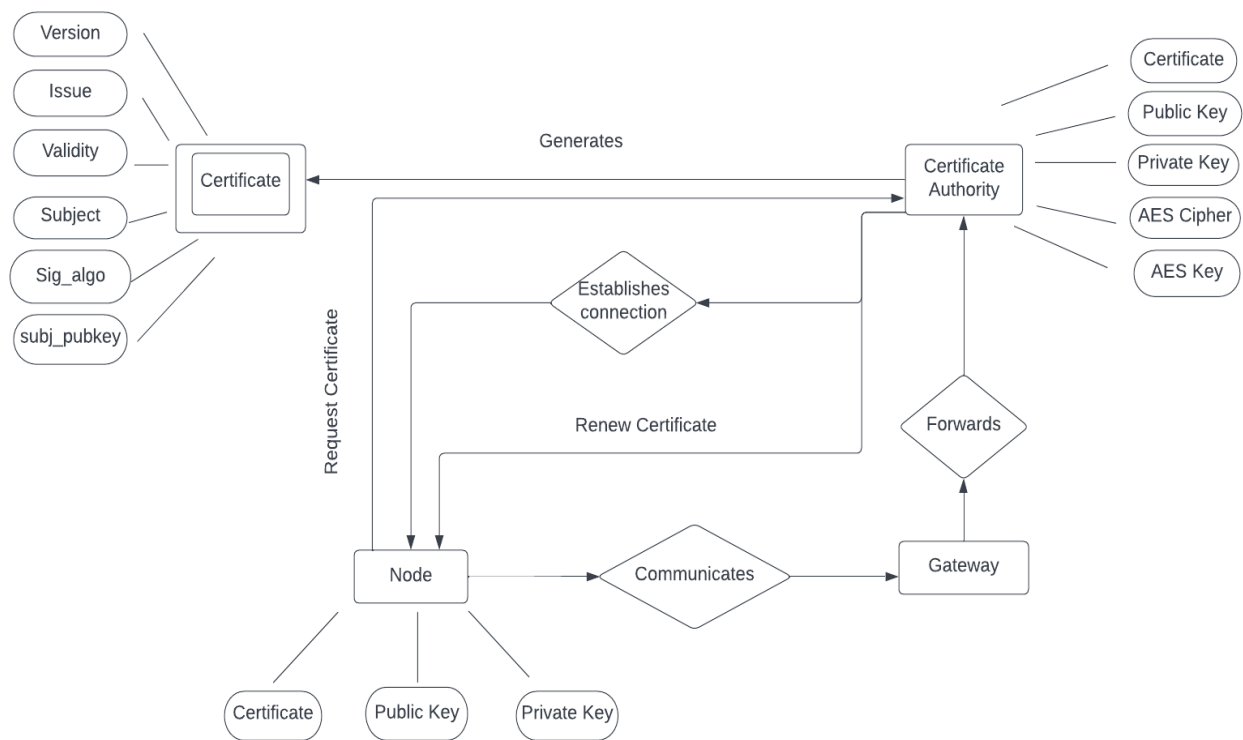 Version
Issue
Validity
Subject
Sig_algo
subj_pubkey
Certificate
Generates
Certificate
Authority
Certificate
Public Key
Private Key
AES Cipher
AES Key
Establishes
connection
Request Certificate
Renew Certificate
Forwards
Node
Communicates
Gateway
Certificate
Public Key
Private Key